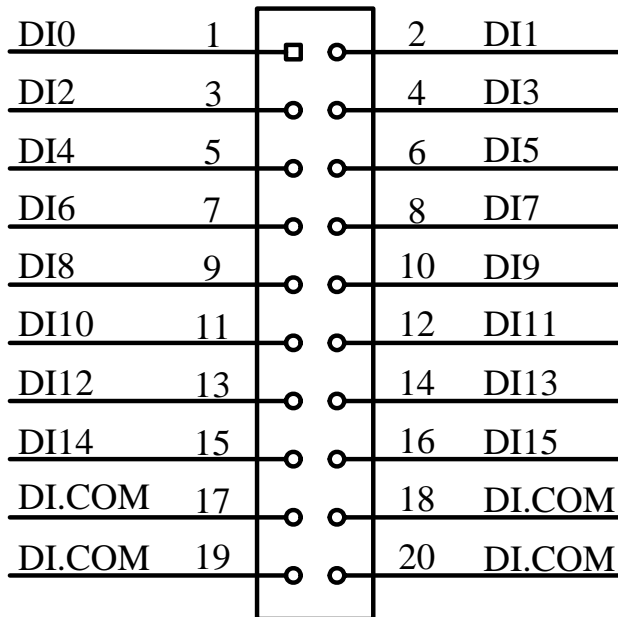 DI0 1 2 DI1
DI2 3 4 DI3
DI4 5 6 DI5
DI6 7 8 DI7
DI8 9 10 DI9
DI10 11 12 DI11
DI12 13 14 DI13
DI14 15 16 DI15
DI.COM 17 18 DI.COM
DI.COM 19 20 DI.COM